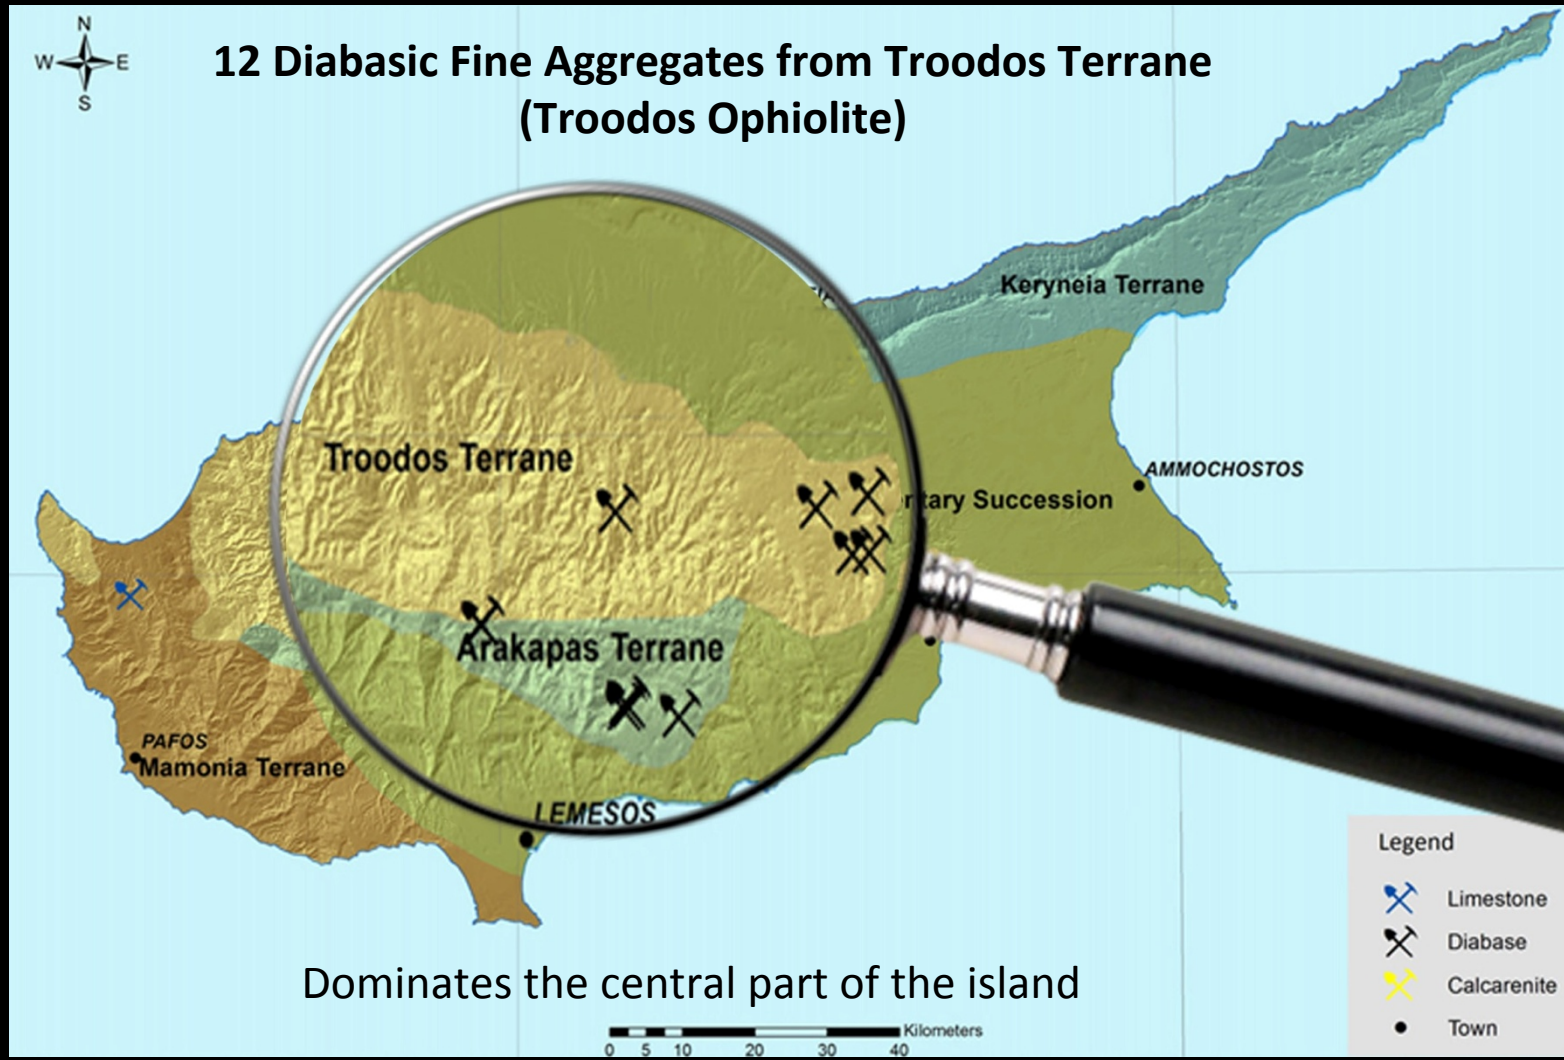 N
W E
S
12 Diabasic Fine Aggregates from Troodos Terrane
(Troodos Ophiolite)
Keryneia Terrane
Troodos Terrane
AMMOCHOSTOS
Succession
Arakapas Terrane
PAFOS
Mamonia Terrane
LEMESOS
Legend
Limestone
Diabase
Calcarenite
Town
Dominates the central part of the island
Kilometers
0 5 10 20 30 40